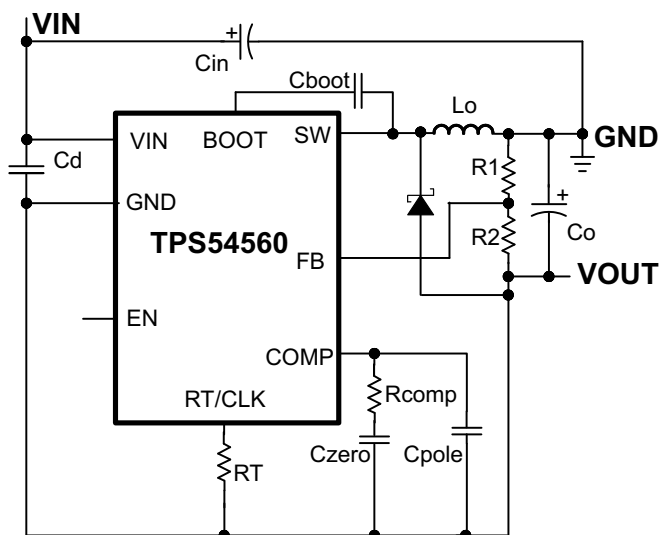 VIN
Cin
+
Cboot
Lo
GND
VIN
BOOT
SW
Cd
R1
GND
+
TPS54560
R2
Co
FB
VOUT
EN
COMP
RT/CLK
Rcomp
Czero
Cpole
RT